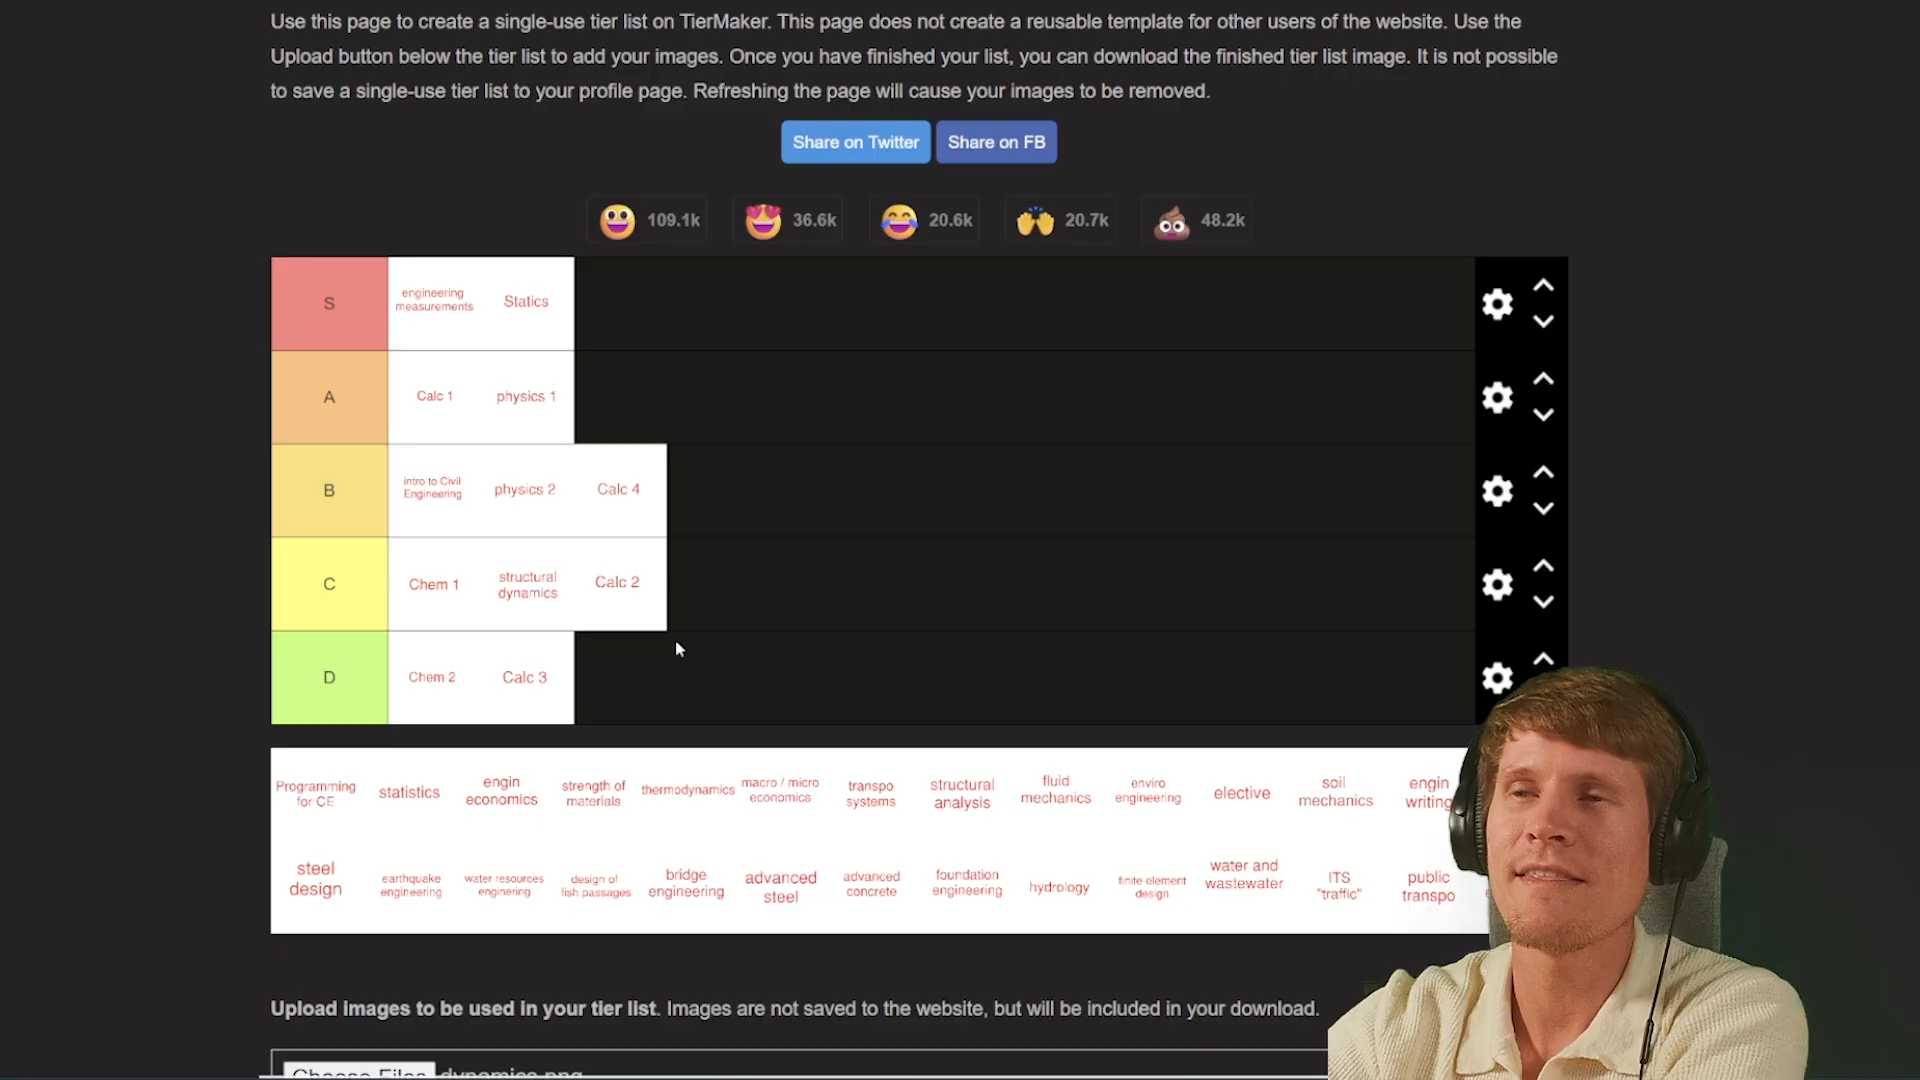 Use this page to create a single-use tier list on TierMaker. This page does not create a reusable template for other users of the website. Use the
Upload button below the tier list to add your images. Once you have finished your list, you can download the finished tier list image. It is not possible
to save a single-use tier list to your profile page. Refreshing the page will cause your images to be removed.
Share on Twitter
Share on FB
109.1k
36.6k
20.6k
20.7k
48.2k
S
engineering
measurements
Statics
A
Calc 1
physics 1
B
intro to Civil
Engineering
physics 2
Calc 4
C
Chem 1
structural
dynamics
Calc 2
D
Chem 2
Calc 3
Programming
for CE
statistics
engin
economics
strength of
materials
thermodynamics
macro / micro
economics
transpo
systems
structural
analysis
fluid
mechanics
enviro
engineering
elective
soil
mechanics
engin
writing
steel
design
earthquake
engineering
water resources
enginering
design of
fish passages
bridge
engineering
advanced
steel
advanced
concrete
foundation
engineering
hydrology
finite element
design
water and
wastewater
ITS
"traffic"
public
transpo
Upload images to be used in your tier list. Images are not saved to the website, but will be included in your download.
Choose Files dynamics.png